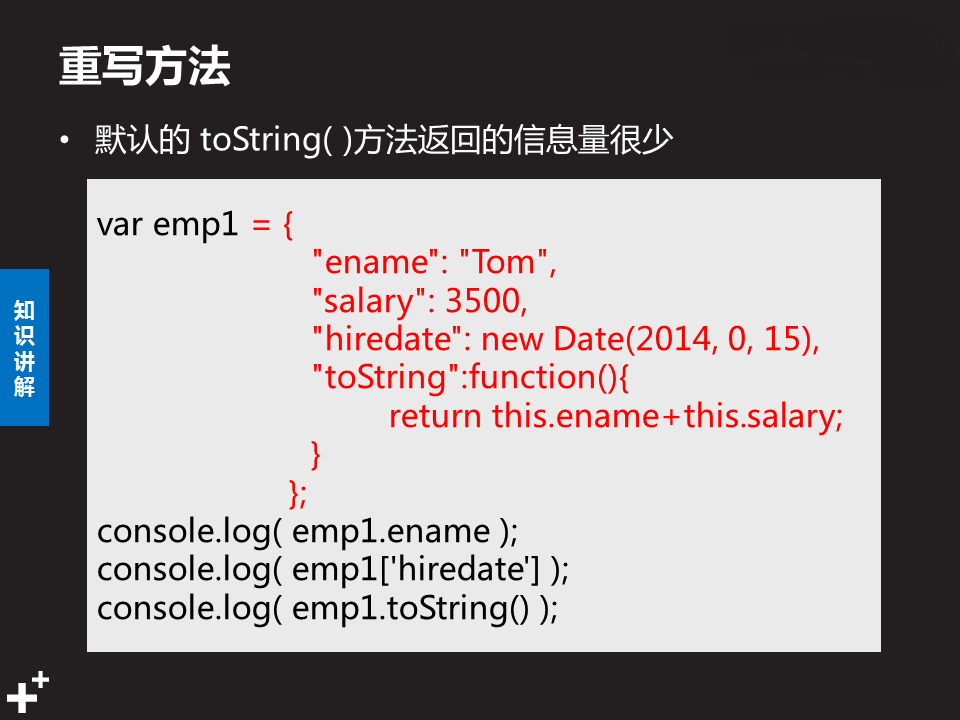 重写方法
• 默认的 toString( )方法返回的信息量很少
var emp1 = {
"ename": "Tom",
"salary": 3500,
"hiredate": new Date(2014, 0, 15),
"toString":function(){
return this.ename+this.salary;
}
};
console.log( emp1.ename );
console.log( emp1['hiredate'] );
console.log( emp1.toString() );
知
识
讲
解